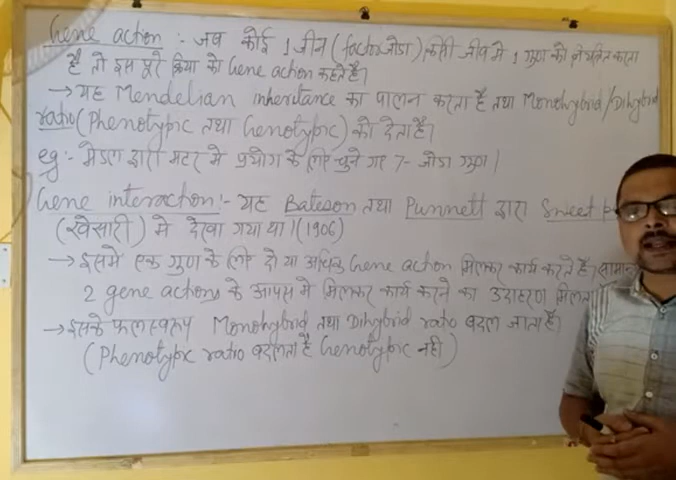 Gene action :- जब कोई 1 जीन (factor जोडा) किसी जीव मे 1 गुण को नियंत्रित करता
है तो इस पूरे क्रिया को Gene action कहते है।
→ यह Mendelian inheritance का पालन करता है तथा Monohybrid/Dihybrid
ratio (Phenotypic तथा Genotypic) को देता है।
eg:- मेंडल द्वारा मटर मे प्रयोग के लिए चुने गए 7- जोडा गुण।
Gene interaction:- यह Bateson तथा Punnett द्वारा Sweet
(खेसारी) मे देखा गया था। (1906)
→ इसमे एक गुण के लिए दो या अधिक Gene action मिलकर कार्य करते है।
2 gene actions के आपस मे मिलकर कार्य करने का उदाहरण मिलता
→ इसके फलस्वरूप Monohybrid तथा Dihybrid ratio बदल जाता है।
(Phenotypic ratio बदलता है Genotypic नही)